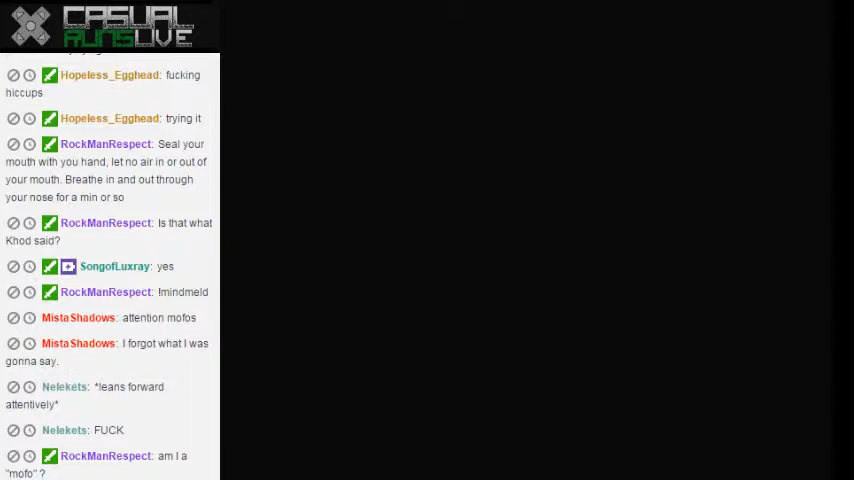 CASUAL
RUNSLIVE
Hopeless_Egghead: fucking
hiccups
Hopeless_Egghead: trying it
RockManRespect: Seal your
mouth with you hand, let no air in or out of
your mouth. Breathe in and out through
your nose for a min or so
RockManRespect: Is that what
Khod said?
SongofLuxray: yes
RockManRespect: !mindmeld
MistaShadows: attention mofos
MistaShadows: I forgot what I was
gonna say.
Nelekets: *leans forward
attentively*
Nelekets: FUCK
RockManRespect: am I a
"mofo" ?